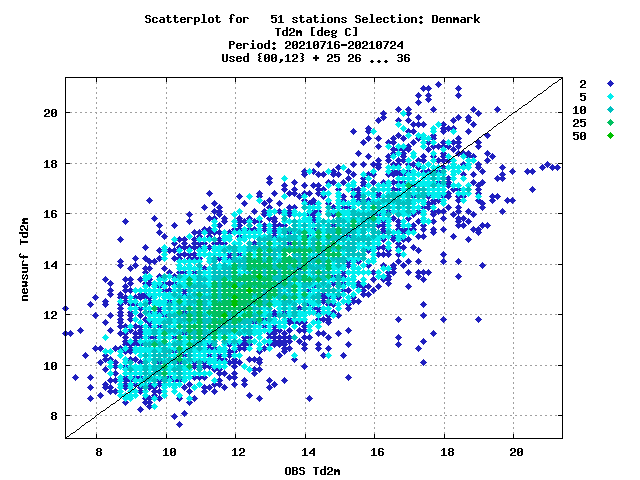 Scatterplot for   51 stations Selection: Denmark
Td2m [deg C]
Period: 20210716-20210724
Used {00,12} + 25 26 ... 36
2
5
10
25
50
20
18
16
14
12
10
8
newsurf Td2m
8 10 12 14 16 18 20
OBS Td2m